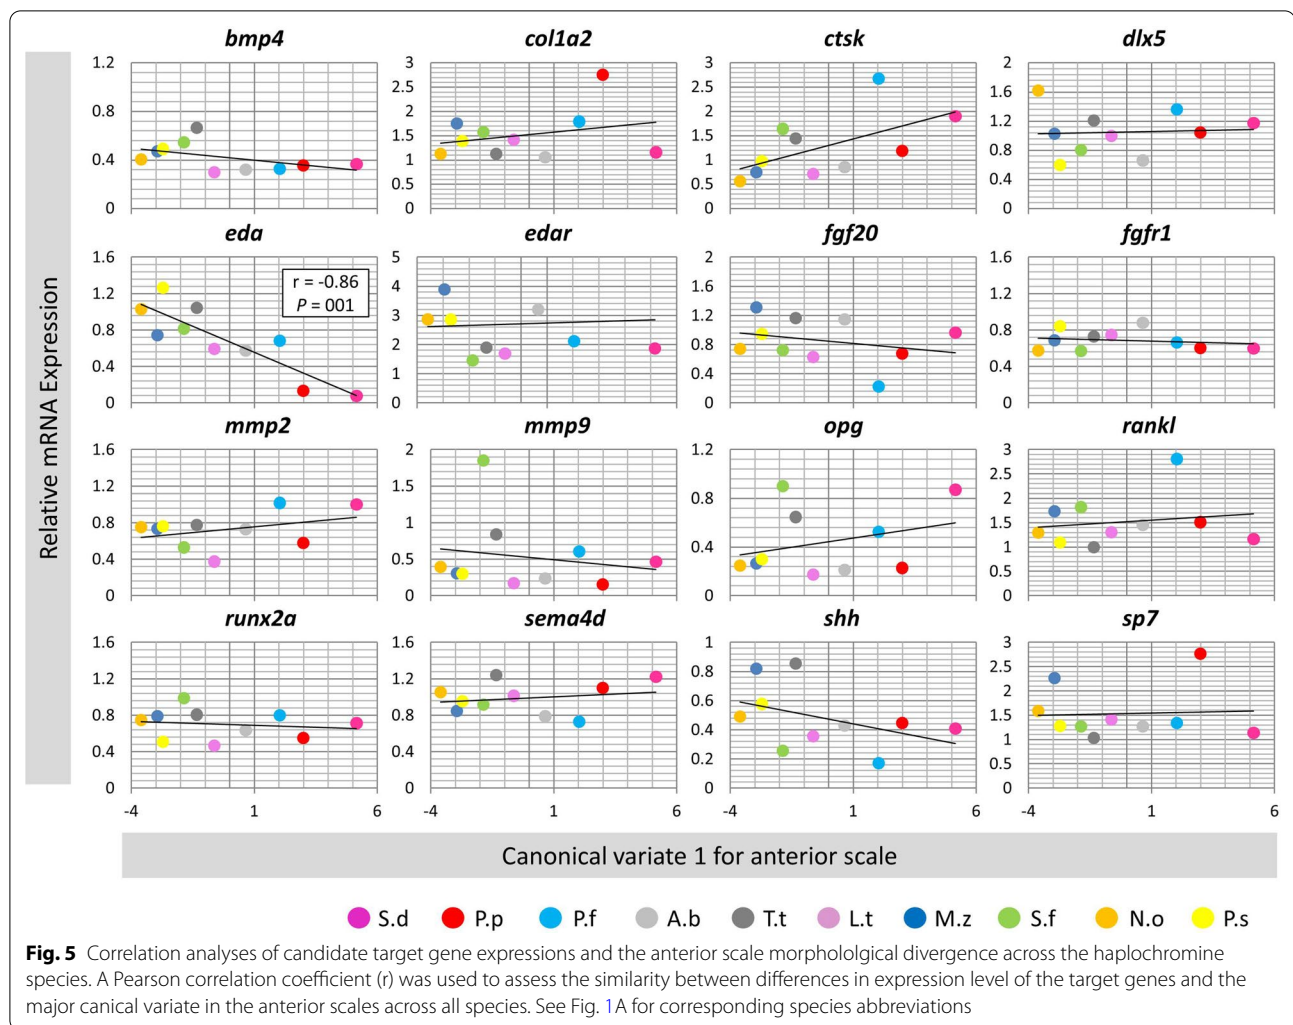 bmp4 col1a2 ctsk dlx5
1.2 3 3 2
2.5 2.5 1.6
0.8 2 2 1.2
1.5 1.5 0.8
0.4 1 1 0.4
0.5 0.5
0 0 0 0
eda edar fgf20 fgfr1
1.6 5 2 1.6
1.2 4 1.6 1.2
r = -0.86
P = 001
0.8 3 1.2 0.8
2 0.8
0.4 1 0.4 0.4
0 0 0 0
mmp2 mmp9 opg rankl
1.6 2 1.2 3
1.2 1.5 0.8 2.5
2
0.8 1 1.5
0.4 0.5 0.4 1
0.5
0 0 0 0
runx2a sema4d shh sp7
1.6 1.6 1 3
1.2 1.2 0.8 2.5
0.6 2
0.8 0.8 1.5
0.4 0.4 0.4 1
0.2 0.5
0 0 0 0
-4 1 6 -4 1 6 -4 1 6 -4 1 6
Relative mRNA Expression
Canonical variate 1 for anterior scale
S.d P.p P.f A.b T.t L.t M.z S.f N.o P.s
Fig. 5 Correlation analyses of candidate target gene expressions and the anterior scale morphololgical divergence across the haplochromine
species. A Pearson correlation coefficient (r) was used to assess the similarity between differences in expression level of the target genes and the
major canical variate in the anterior scales across all species. See Fig. 1A for corresponding species abbreviations